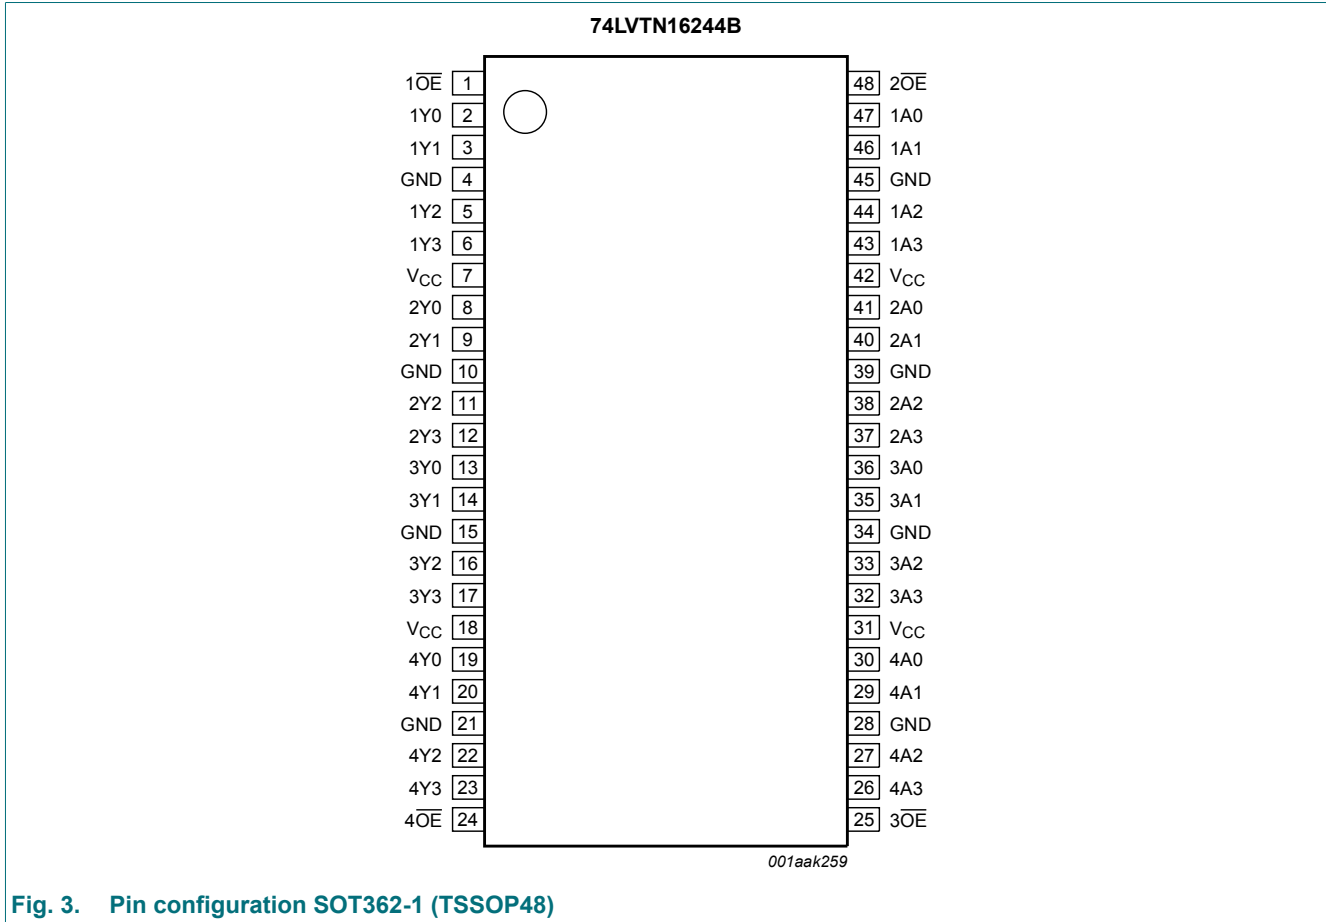 74LVTN16244B
1O̅E̅ 1 48 2O̅E̅
1Y0 2 47 1A0
1Y1 3 46 1A1
GND 4 45 GND
1Y2 5 44 1A2
1Y3 6 43 1A3
VCC 7 42 VCC
2Y0 8 41 2A0
2Y1 9 40 2A1
GND 10 39 GND
2Y2 11 38 2A2
2Y3 12 37 2A3
3Y0 13 36 3A0
3Y1 14 35 3A1
GND 15 34 GND
3Y2 16 33 3A2
3Y3 17 32 3A3
VCC 18 31 VCC
4Y0 19 30 4A0
4Y1 20 29 4A1
GND 21 28 GND
4Y2 22 27 4A2
4Y3 23 26 4A3
4O̅E̅ 24 25 3O̅E̅
001aak259
Fig. 3. Pin configuration SOT362-1 (TSSOP48)